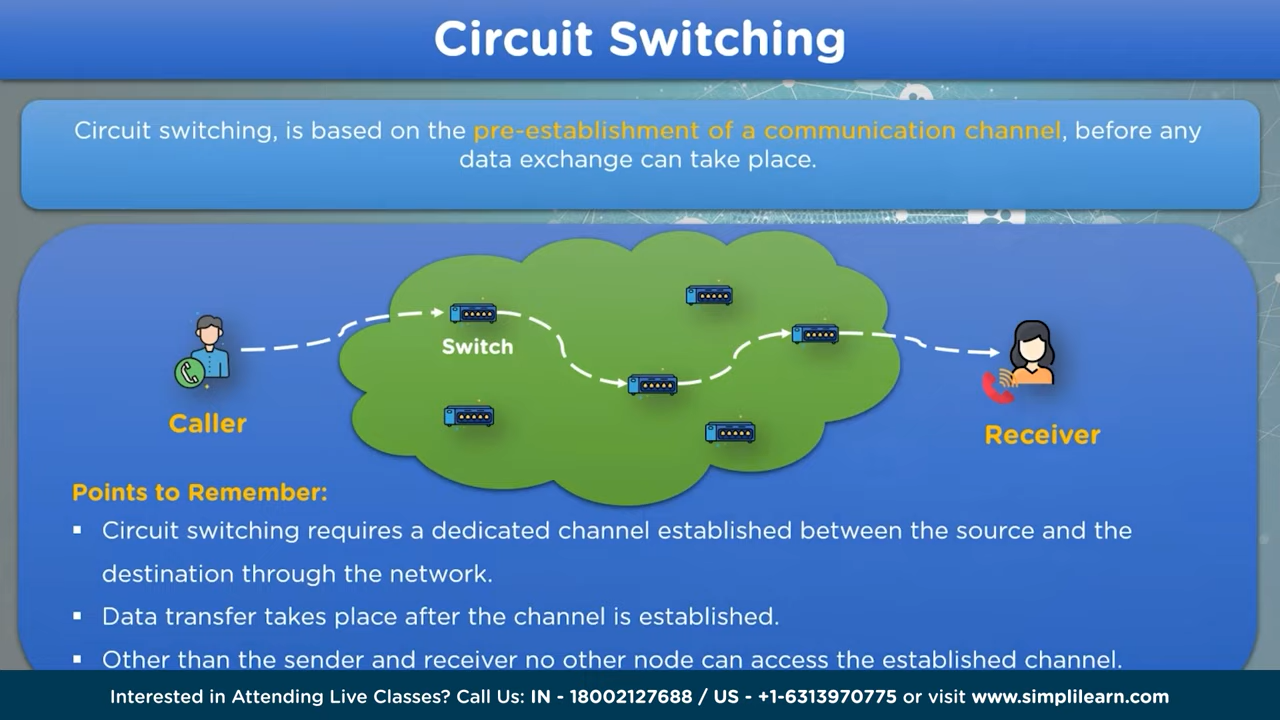 Circuit Switching
Circuit switching, is based on the pre-establishment of a communication channel, before any
data exchange can take place.
Switch
Caller
Receiver
Points to Remember:
▪ Circuit switching requires a dedicated channel established between the source and the
destination through the network.
▪ Data transfer takes place after the channel is established.
▪ Other than the sender and receiver no other node can access the established channel.
Interested in Attending Live Classes? Call Us: IN - 18002127688 / US - +1-6313970775 or visit www.simplilearn.com